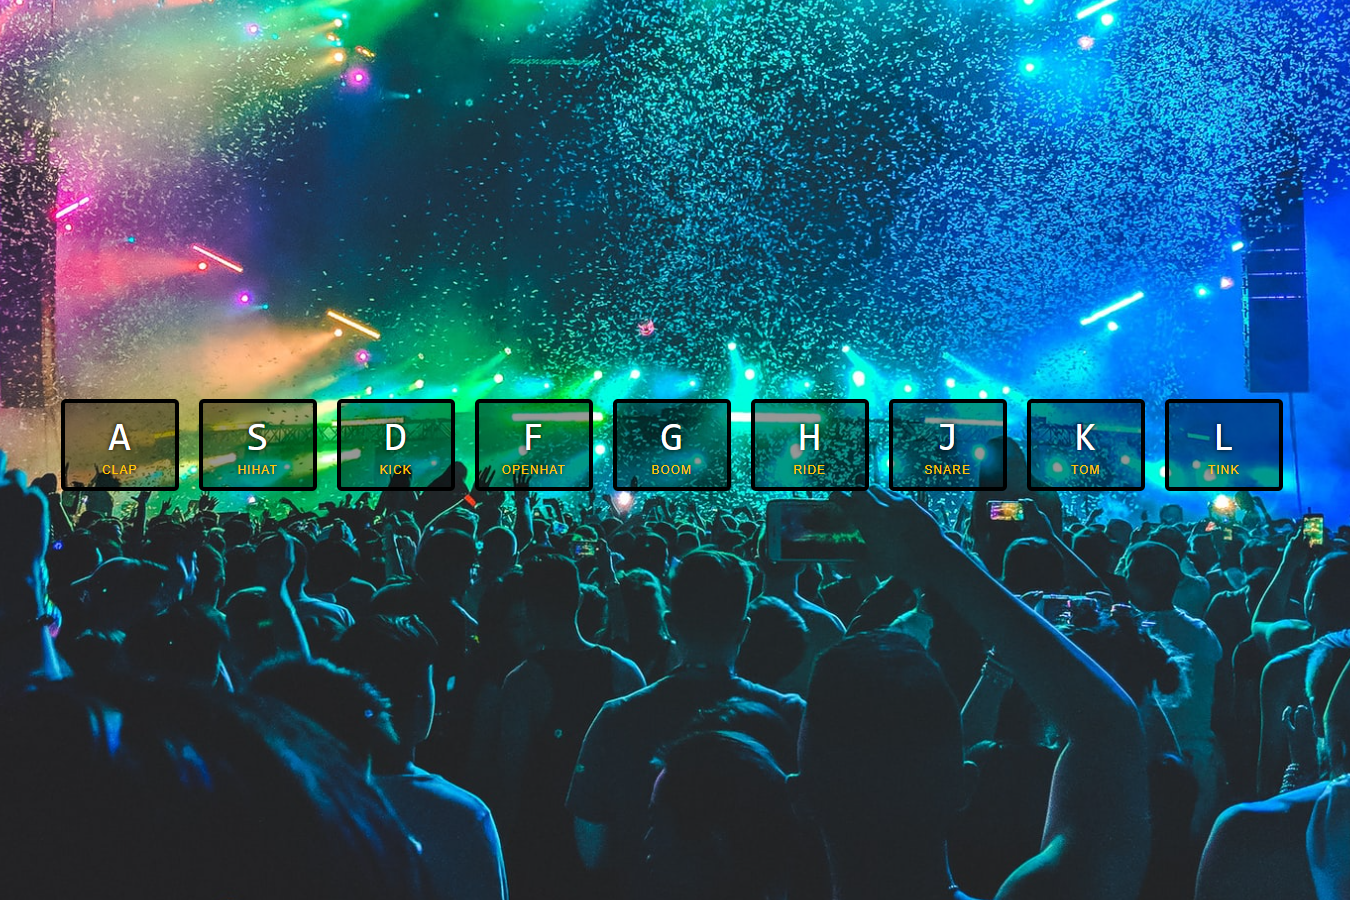 A
CLAP
S
HIHAT
D
KICK
F
OPENHAT
G
BOOM
H
RIDE
J
SNARE
K
TOM
L
TINK